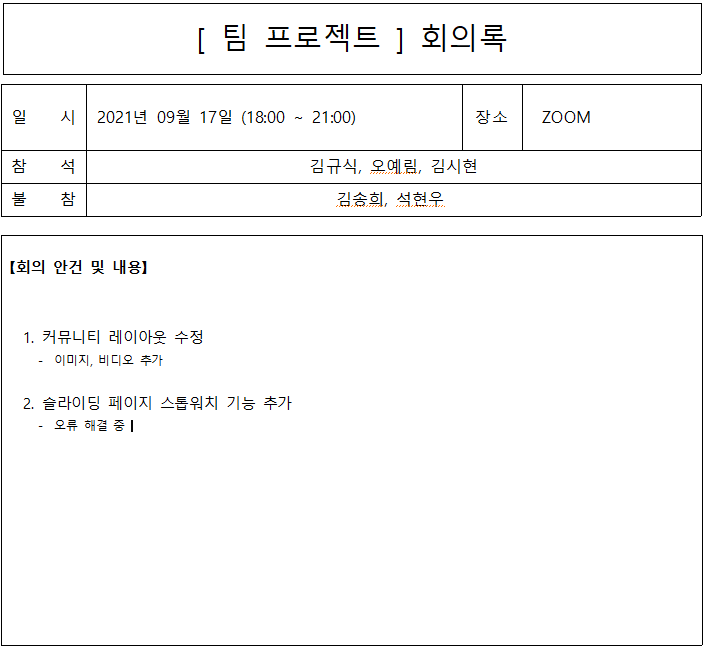 [ 팀 프로젝트 ] 회의록
일 시 2021년 09월 17일 (18:00 ~ 21:00) 장소 ZOOM
참 석 김규식, 오예림, 김시현
불 참 김송희, 석현우
【회의 안건 및 내용】
1. 커뮤니티 레이아웃 수정
- 이미지, 비디오 추가
2. 슬라이딩 페이지 스톱워치 기능 추가
- 오류 해결 중